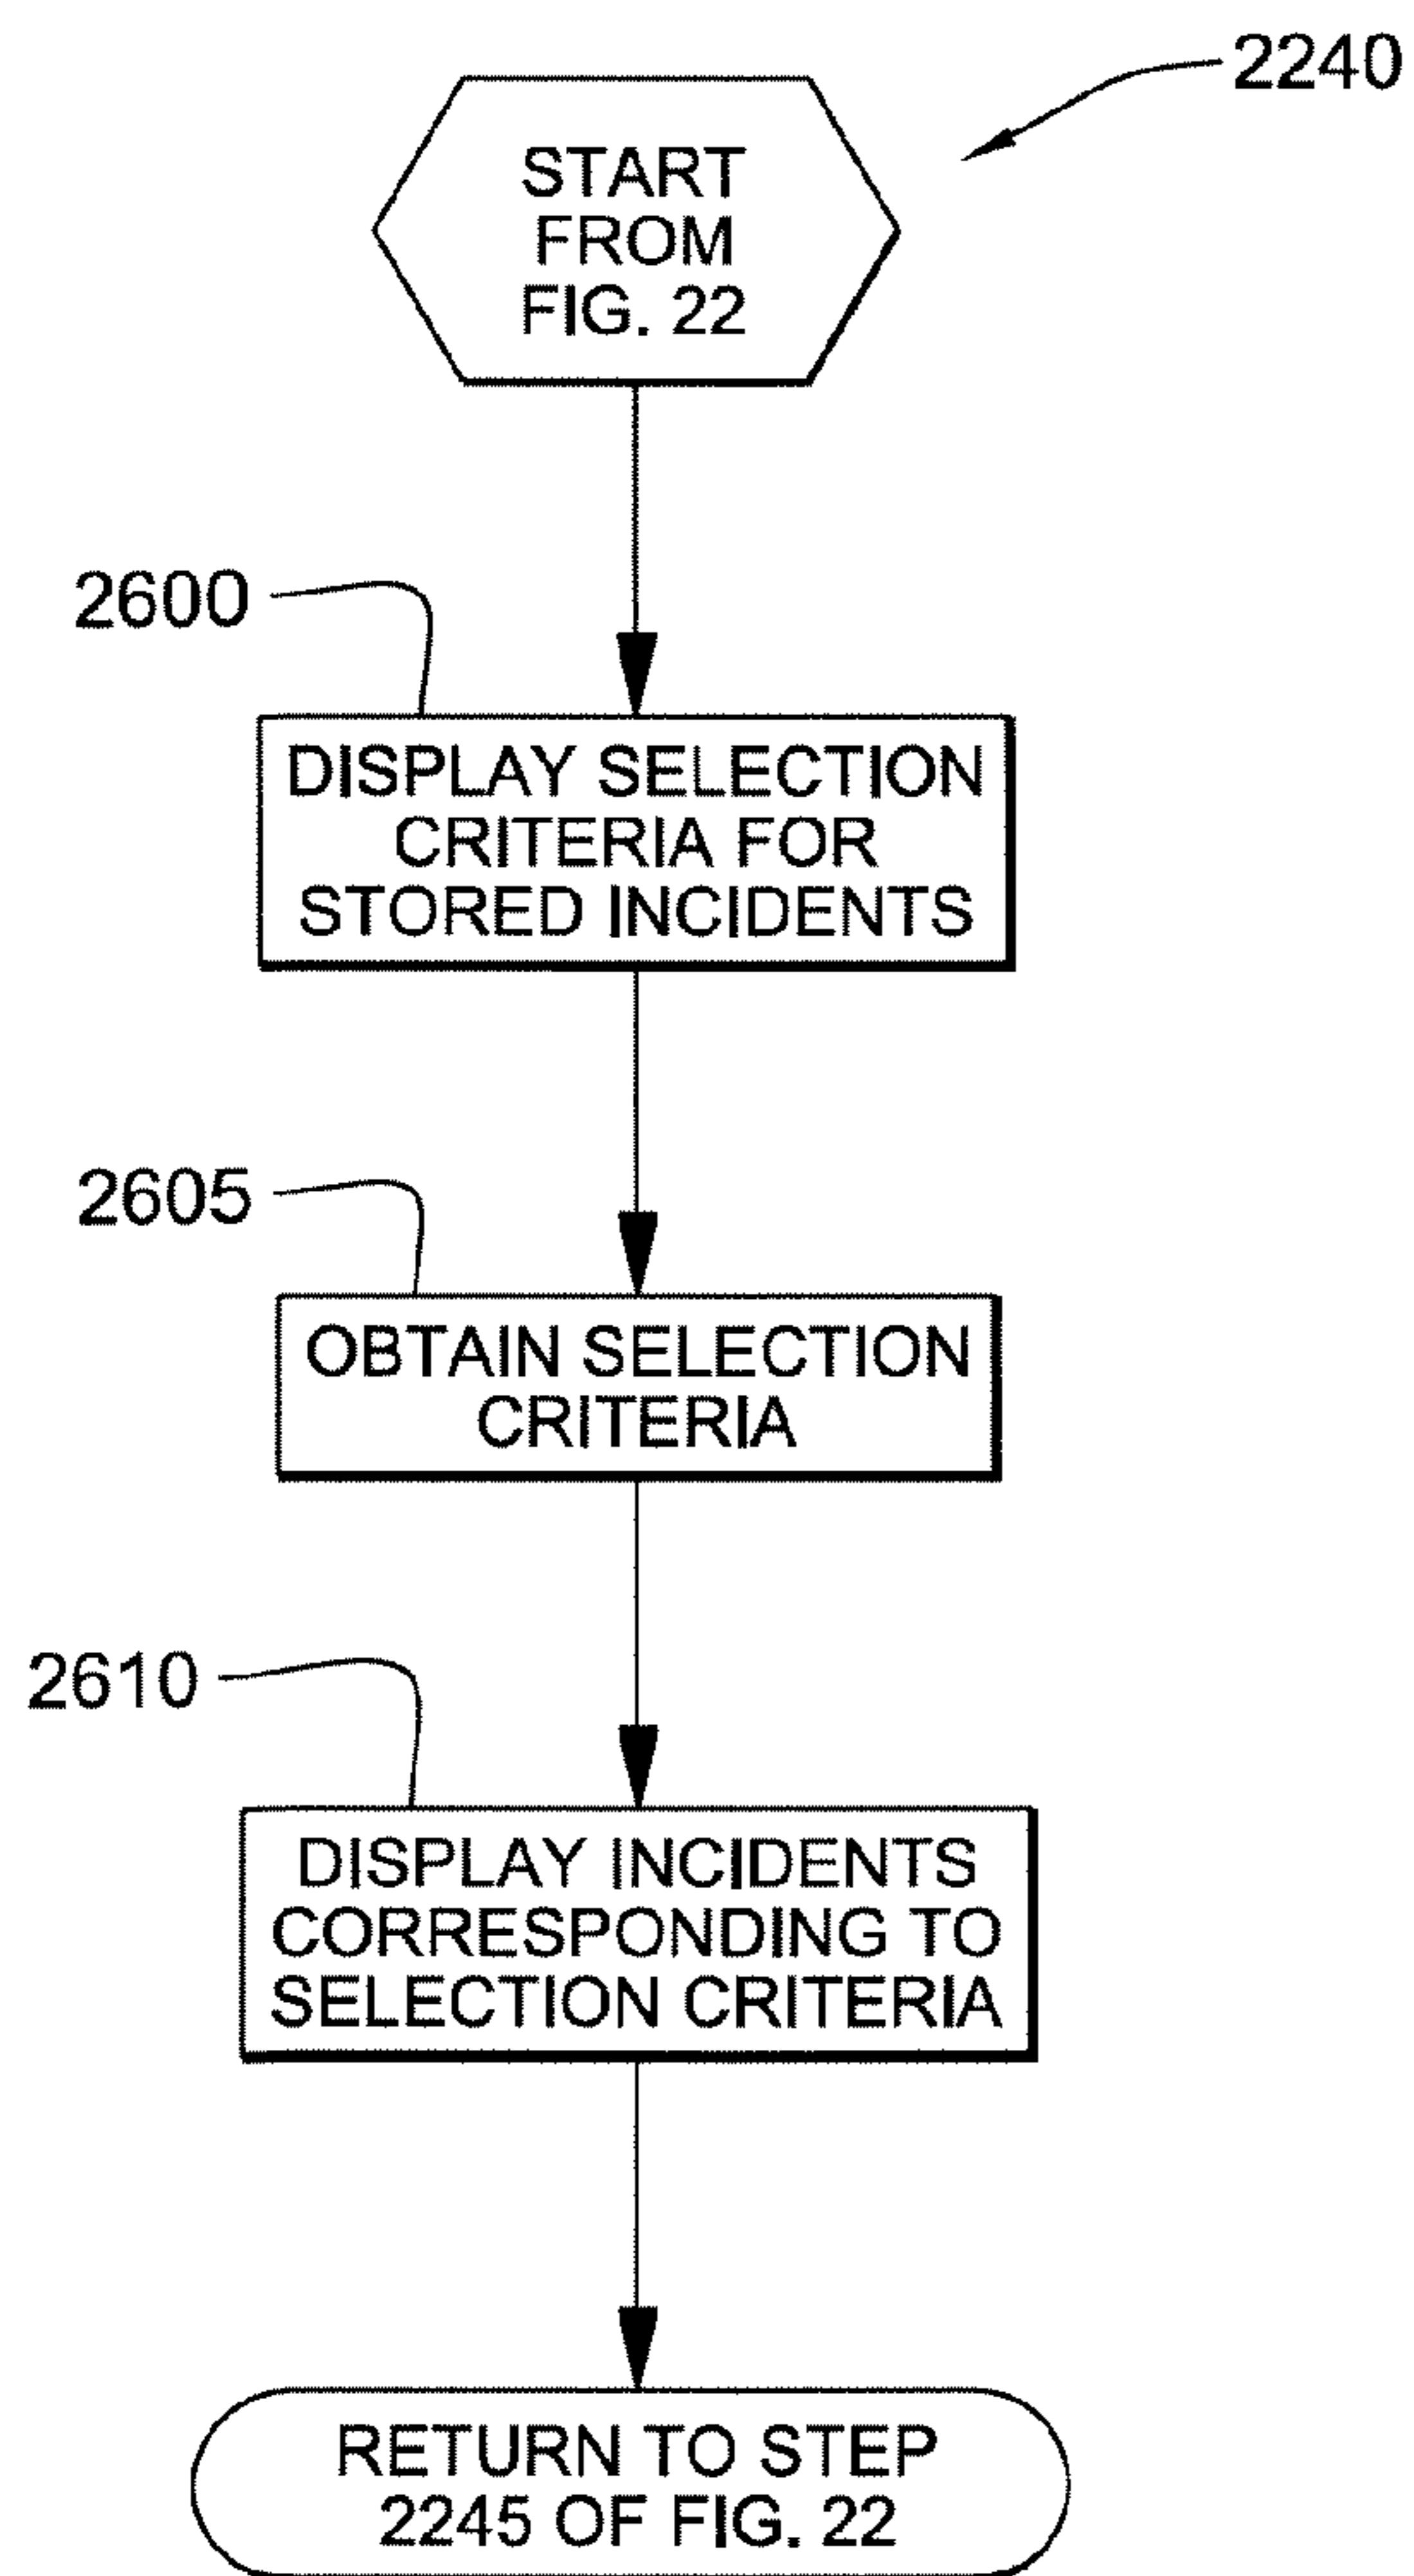 2240
START
FROM
FIG. 22
2600
DISPLAY SELECTION
CRITERIA FOR
STORED INCIDENTS
2605
OBTAIN SELECTION
CRITERIA
2610
DISPLAY INCIDENTS
CORRESPONDING TO
SELECTION CRITERIA
RETURN TO STEP
2245 OF FIG. 22